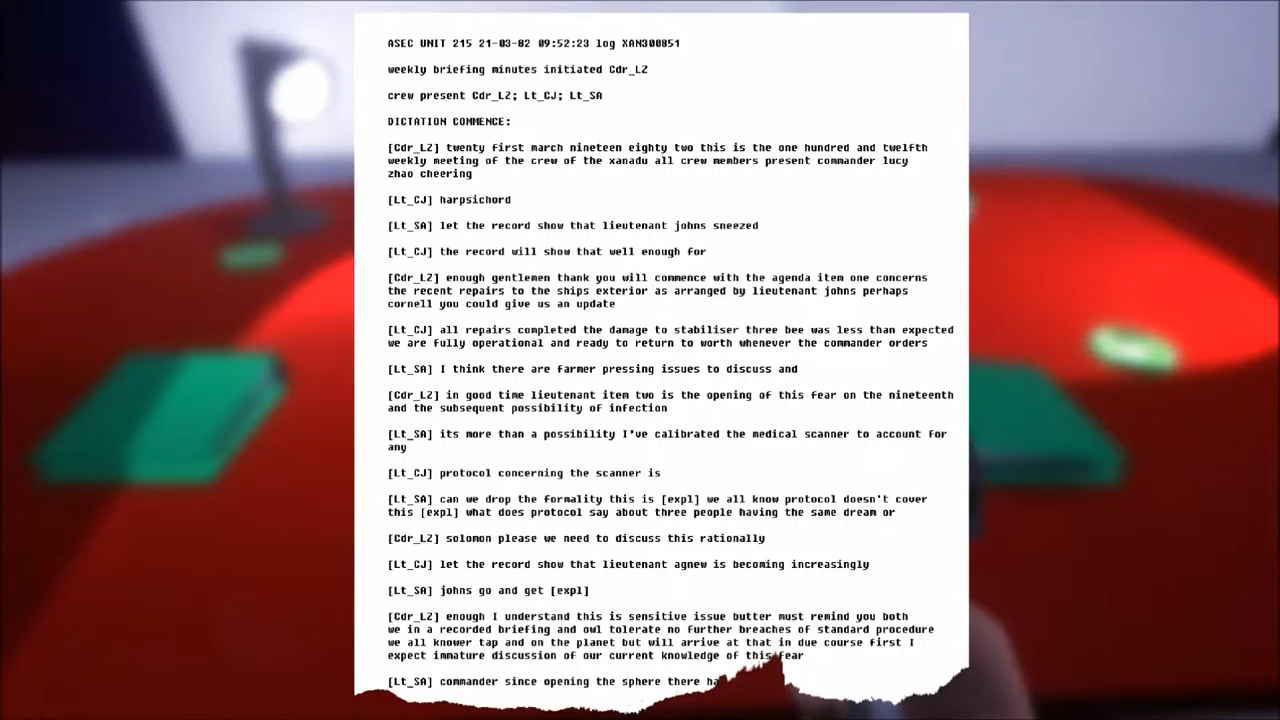 ASEC UNIT 215 21-03-82 09:52:23 log XAN300851
weekly briefing minutes initiated Cdr_LZ
crew present Cdr_LZ; Lt_CJ; Lt_SA
DICTATION COMMENCE:
[Cdr_LZ] twenty first march nineteen eighty two this is the one hundred and twelfth
weekly meeting of the crew of the xanadu all crew members present commander lucy
zhao cheering
[Lt_CJ] harpsichord
[Lt_SA] let the record show that lieutenant johns sneezed
[Lt_CJ] the record will show that well enough for
[Cdr_LZ] enough gentlemen thank you will commence with the agenda item one concerns
the recent repairs to the ships exterior as arranged by lieutenant johns perhaps
cornell you could give us an update
[Lt_CJ] all repairs completed the damage to stabiliser three bee was less than expected
we are fully operational and ready to return to worth whenever the commander orders
[Lt_SA] I think there are farmer pressing issues to discuss and
[Cdr_LZ] in good time lieutenant item two is the opening of this fear on the nineteenth
and the subsequent possibility of infection
[Lt_SA] its more than a possibility I've calibrated the medical scanner to account for
any
[Lt_CJ] protocol concerning the scanner is
[Lt_SA] can we drop the formality this is [expl] we all know protocol doesn't cover
this [expl] what does protocol say about three people having the same dream or
[Cdr_LZ] solomon please we need to discuss this rationally
[Lt_CJ] let the record show that lieutenant agnew is becoming increasingly
[Lt_SA] johns go and get [expl]
[Cdr_LZ] enough I understand this is sensitive issue butter must remind you both
we in a recorded briefing and owl tolerate no further breaches of standard procedure
we all knower tap and on the planet but will arrive at that in due course first I
expect immature discussion of our current knowledge of this fear
[Lt_SA] commander since opening the sphere there